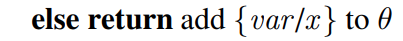 else return add {var/x} to θ